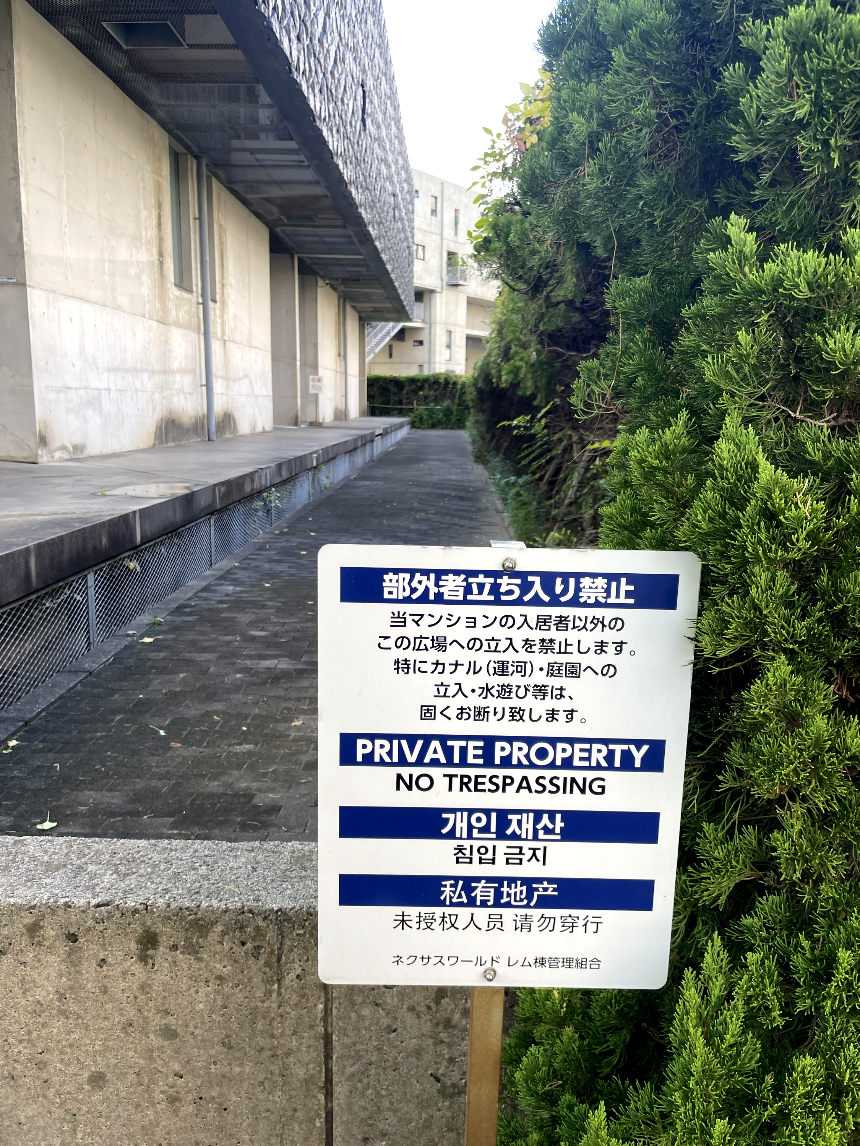 部外者立ち入り禁止
当マンションの入居者以外の
この広場への立入を禁止します。
特にカナル(運河)・庭園への
立入・水遊び等は、
固くお断り致します。
PRIVATE PROPERTY
NO TRESPASSING
개인 재산
침입 금지
私有地产
未授权人员 请勿穿行
ネクサスワールド レム棟管理組合